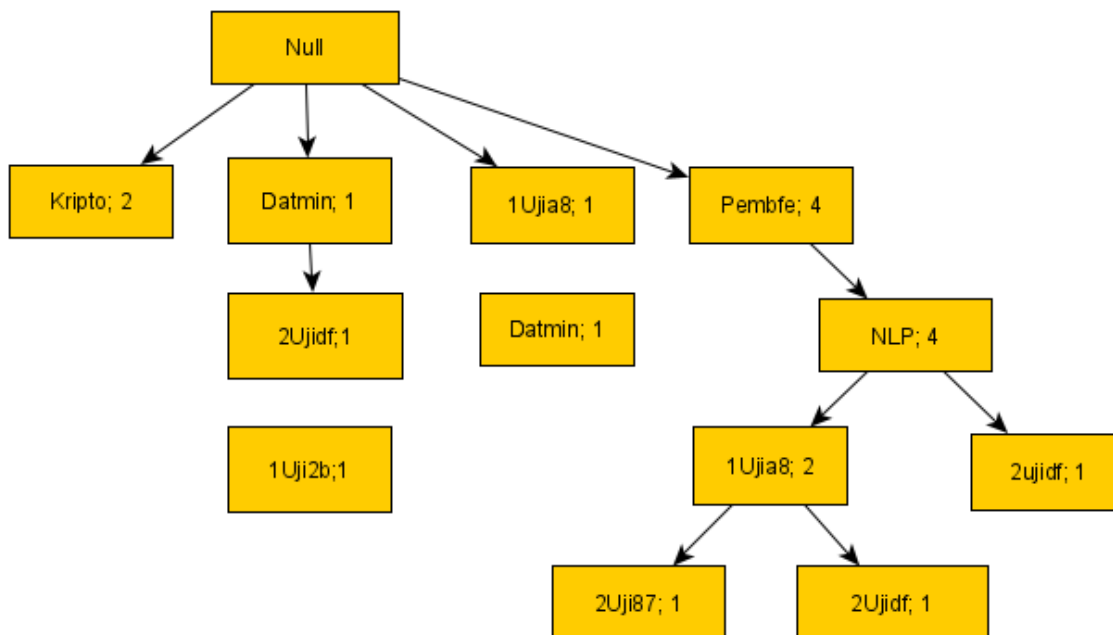 Null
Kripto; 2
Datmin; 1
1Ujia8; 1
Pembfe; 4
2Ujidf;1
Datmin; 1
NLP; 4
1Uji2b;1
1Ujia8; 2
2ujidf; 1
2Uji87; 1
2Ujidf; 1